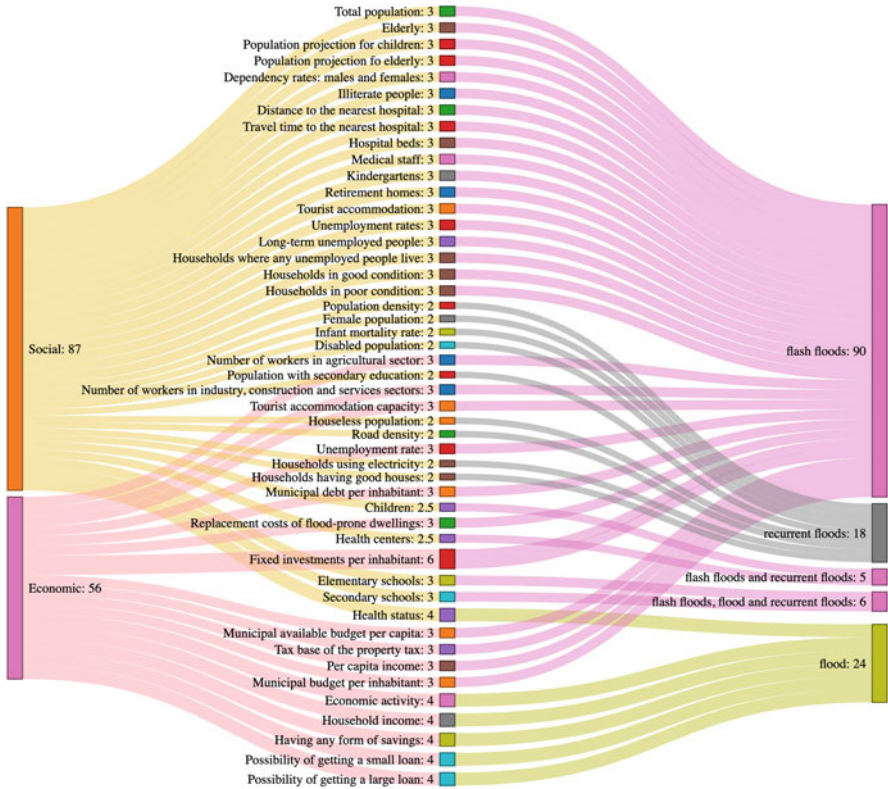 Total population: 3
Elderly: 3
Population projection for children: 3
Population projection fo elderly: 3
Dependency rates: males and females: 3
Illiterate people: 3
Distance to the nearest hospital: 3
Travel time to the nearest hospital: 3
Hospital beds: 3
Medical staff: 3
Kindergartens: 3
Retirement homes: 3
Tourist accommodation: 3
Unemployment rates: 3
Long-term unemployed people: 3
Households where any unemployed people live: 3
Households in good condition: 3
Households in poor condition: 3
Population density: 2
Female population: 2
Infant mortality rate: 2
Disabled population: 2
Number of workers in agricultural sector: 3
Population with secondary education: 2
Number of workers in industry, construction and services sectors: 3
Tourist accommodation capacity: 3
Houseless population: 2
Road density: 2
Unemployment rate: 3
Households using electricity: 2
Households having good houses: 2
Municipal debt per inhabitant: 3
Children: 2.5
Replacement costs of flood-prone dwellings: 3
Health centers: 2.5
Fixed investments per inhabitant: 6
Elementary schools: 3
Secondary schools: 3
Health status: 4
Municipal available budget per capita: 3
Tax base of the property tax: 3
Per capita income: 3
Municipal budget per inhabitant: 3
Economic activity: 4
Household income: 4
Having any form of savings: 4
Possibility of getting a small loan: 4
Possibility of getting a large loan: 4
Social: 87
Economic: 56
flash floods: 90
recurrent floods: 18
flash floods and recurrent floods: 5
flash floods, flood and recurrent floods: 6
flood: 24